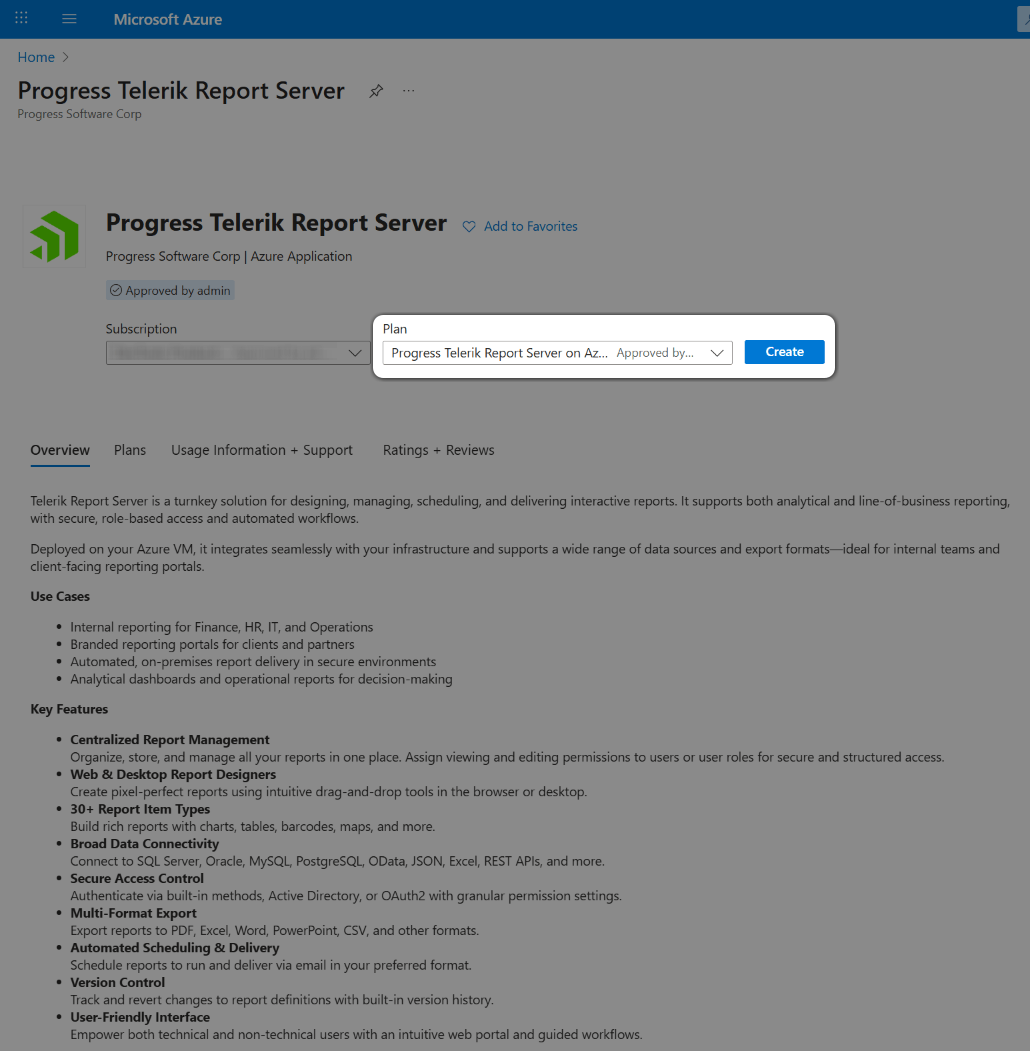 Microsoft Azure
Home
Progress Telerik Report Server
Progress Software Corp
Progress Telerik Report Server
Add to Favorites
Progress Software Corp | Azure Application
Approved by admin
Subscription
Plan
Progress Telerik Report Server on Az... Approved by...
Create
Overview Plans Usage Information + Support Ratings + Reviews
Telerik Report Server is a turnkey solution for designing, managing, scheduling, and delivering interactive reports. It supports both analytical and line-of-business reporting,
with secure, role-based access and automated workflows.
Deployed on your Azure VM, it integrates seamlessly with your infrastructure and supports a wide range of data sources and export formats—ideal for internal teams and
client-facing reporting portals.
Use Cases
• Internal reporting for Finance, HR, IT, and Operations
• Branded reporting portals for clients and partners
• Automated, on-premises report delivery in secure environments
• Analytical dashboards and operational reports for decision-making
Key Features
• Centralized Report Management
Organize, store, and manage all your reports in one place. Assign viewing and editing permissions to users or user roles for secure and structured access.
• Web & Desktop Report Designers
Create pixel-perfect reports using intuitive drag-and-drop tools in the browser or desktop.
• 30+ Report Item Types
Build rich reports with charts, tables, barcodes, maps, and more.
• Broad Data Connectivity
Connect to SQL Server, Oracle, MySQL, PostgreSQL, OData, JSON, Excel, REST APIs, and more.
• Secure Access Control
Authenticate via built-in methods, Active Directory, or OAuth2 with granular permission settings.
• Multi-Format Export
Export reports to PDF, Excel, Word, PowerPoint, CSV, and other formats.
• Automated Scheduling & Delivery
Schedule reports to run and deliver via email in your preferred format.
• Version Control
Track and revert changes to report definitions with built-in version history.
• User-Friendly Interface
Empower both technical and non-technical users with an intuitive web portal and guided workflows.